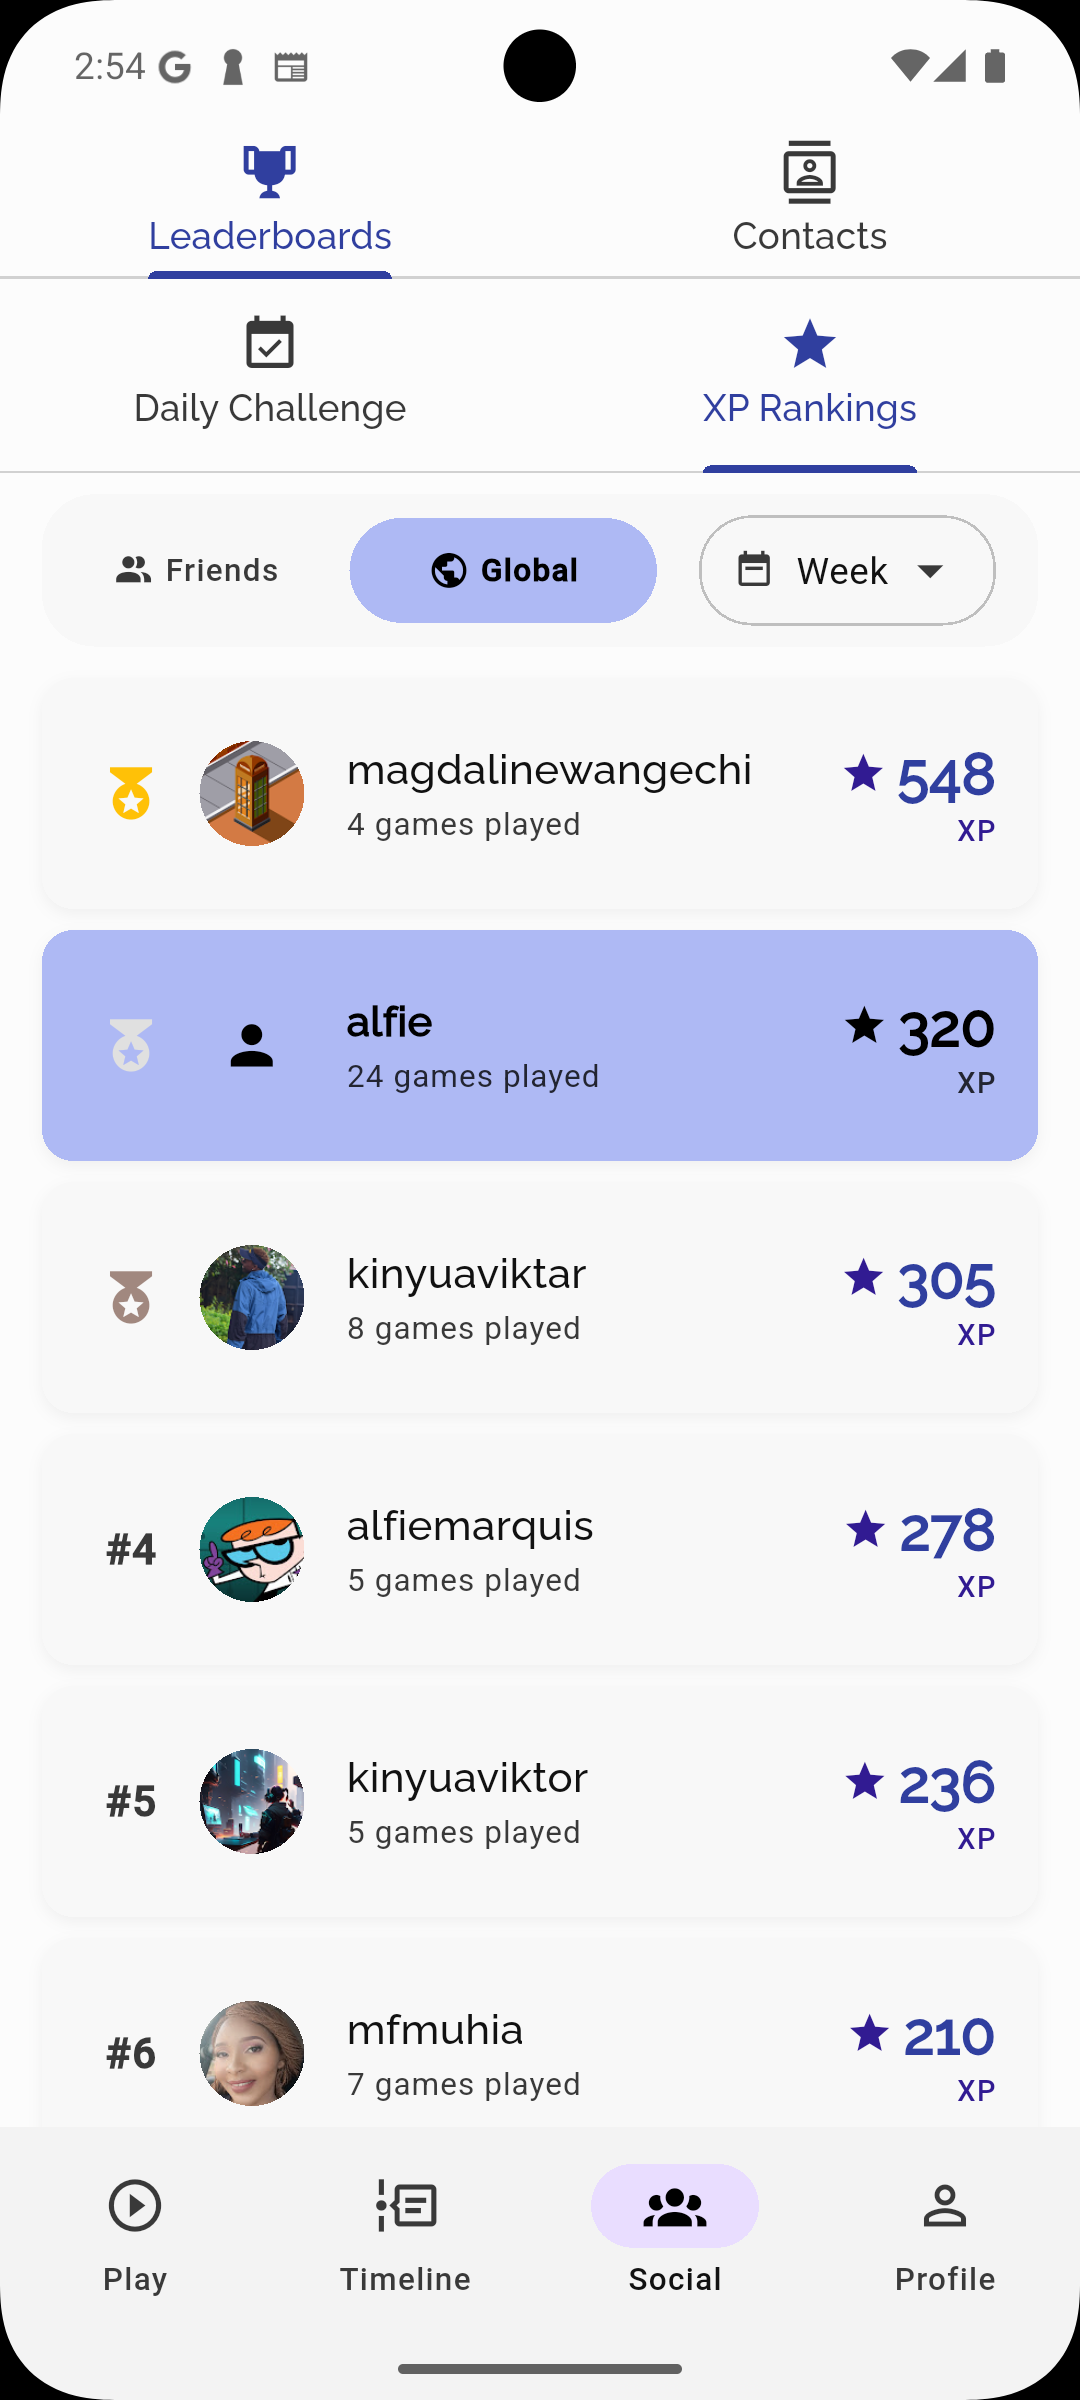 2:54
Leaderboards
Contacts
Daily Challenge
XP Rankings
Friends
Global
Week
magdalinewangechi
4 games played
548
XP
alfie
24 games played
320
XP
kinyuaviktar
8 games played
305
XP
#4
alfiemarquis
5 games played
278
XP
#5
kinyuaviktor
5 games played
236
XP
#6
mfmuhia
7 games played
210
XP
Play
Timeline
Social
Profile